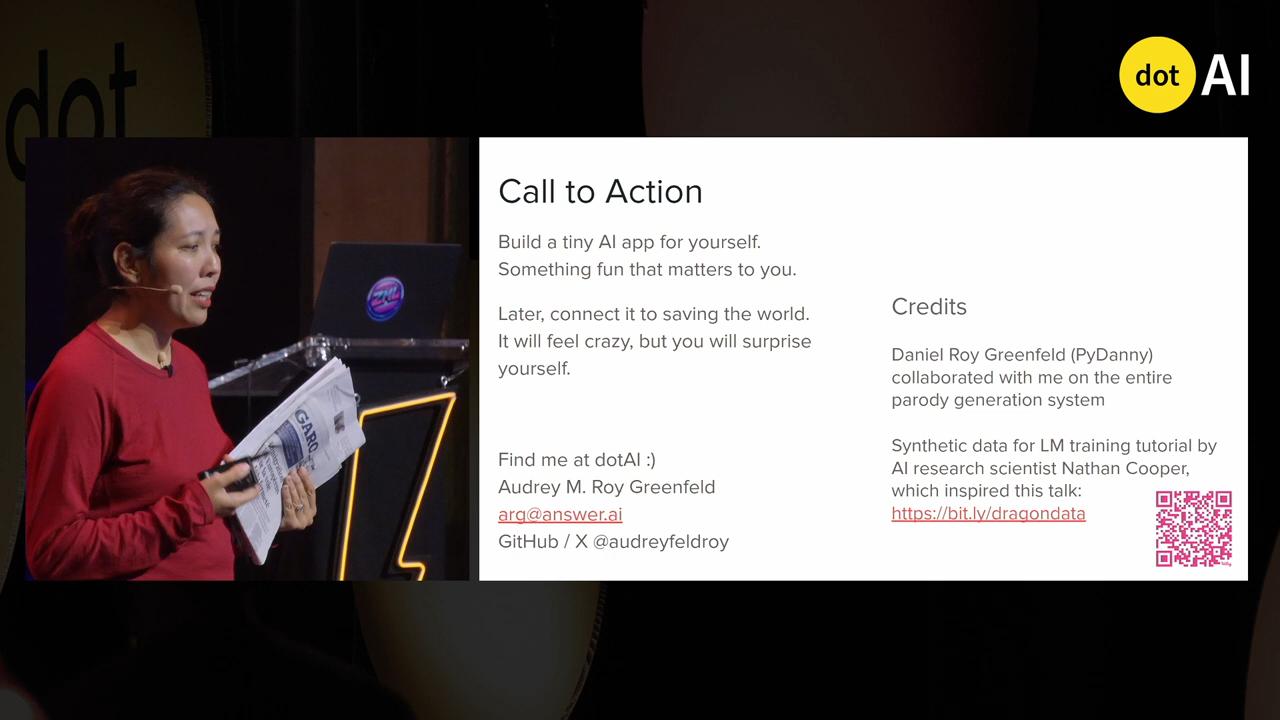 dot
dot AI
ZML
GARO
Call to Action
Build a tiny AI app for yourself.
Something fun that matters to you.
Later, connect it to saving the world.
It will feel crazy, but you will surprise
yourself.
Find me at dotAI :)
Audrey M. Roy Greenfeld
arg@answer.ai
GitHub / X @audreyfeldroy
Credits
Daniel Roy Greenfeld (PyDanny)
collaborated with me on the entire
parody generation system
Synthetic data for LM training tutorial by
AI research scientist Nathan Cooper,
which inspired this talk:
https://bit.ly/dragondata